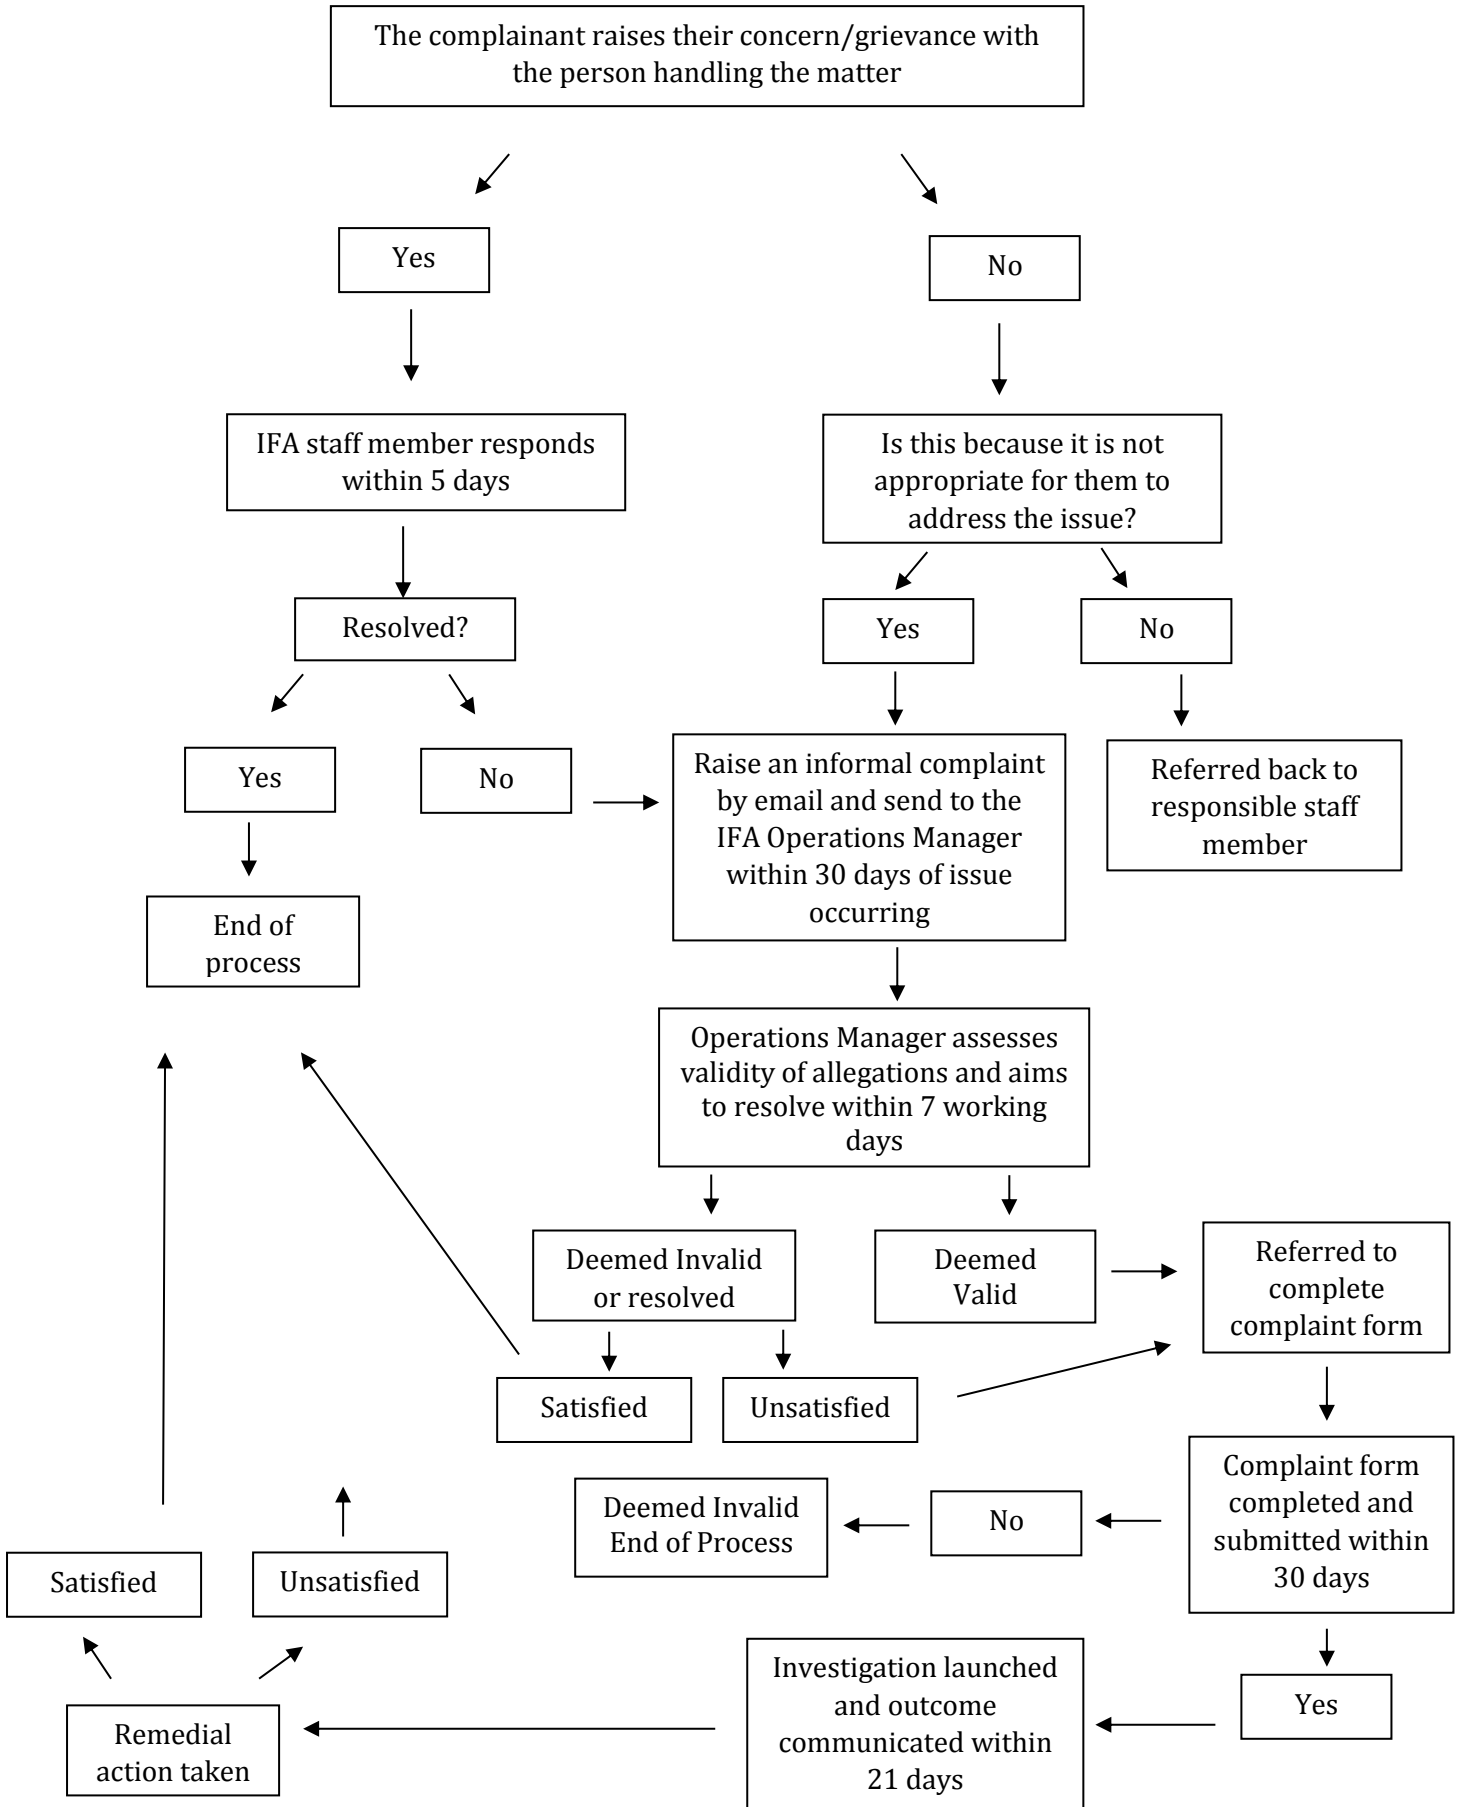 The complainant raises their concern/grievance with
the person handling the matter
Yes
No
IFA staff member responds
within 5 days
Is this because it is not
appropriate for them to
address the issue?
Resolved?
Yes
No
Yes
No
Raise an informal complaint
by email and send to the
IFA Operations Manager
within 30 days of issue
occurring
Referred back to
responsible staff
member
End of
process
Operations Manager assesses
validity of allegations and aims
to resolve within 7 working
days
Deemed Invalid
or resolved
Deemed
Valid
Referred to
complete
complaint form
Satisfied
Unsatisfied
Complaint form
completed and
submitted within
30 days
No
Deemed Invalid
End of Process
Satisfied
Unsatisfied
Yes
Investigation launched
and outcome
communicated within
21 days
Remedial
action taken